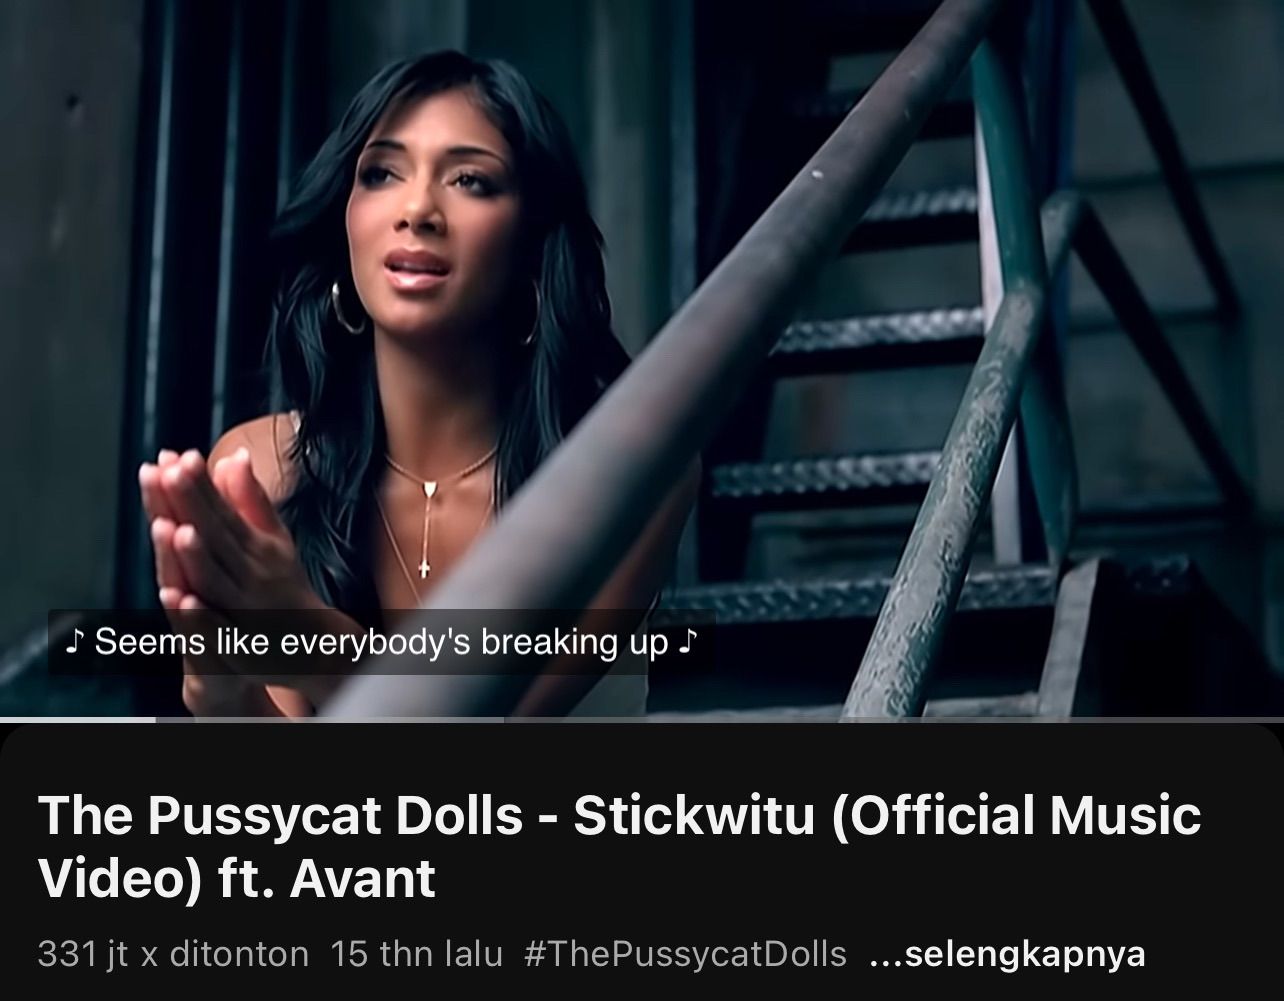 ♪ Seems like everybody's breaking up ♪
The Pussycat Dolls - Stickwitu (Official Music
Video) ft. Avant
331 jt x ditonton 15 thn lalu #ThePussycatDolls ...selengkapnya